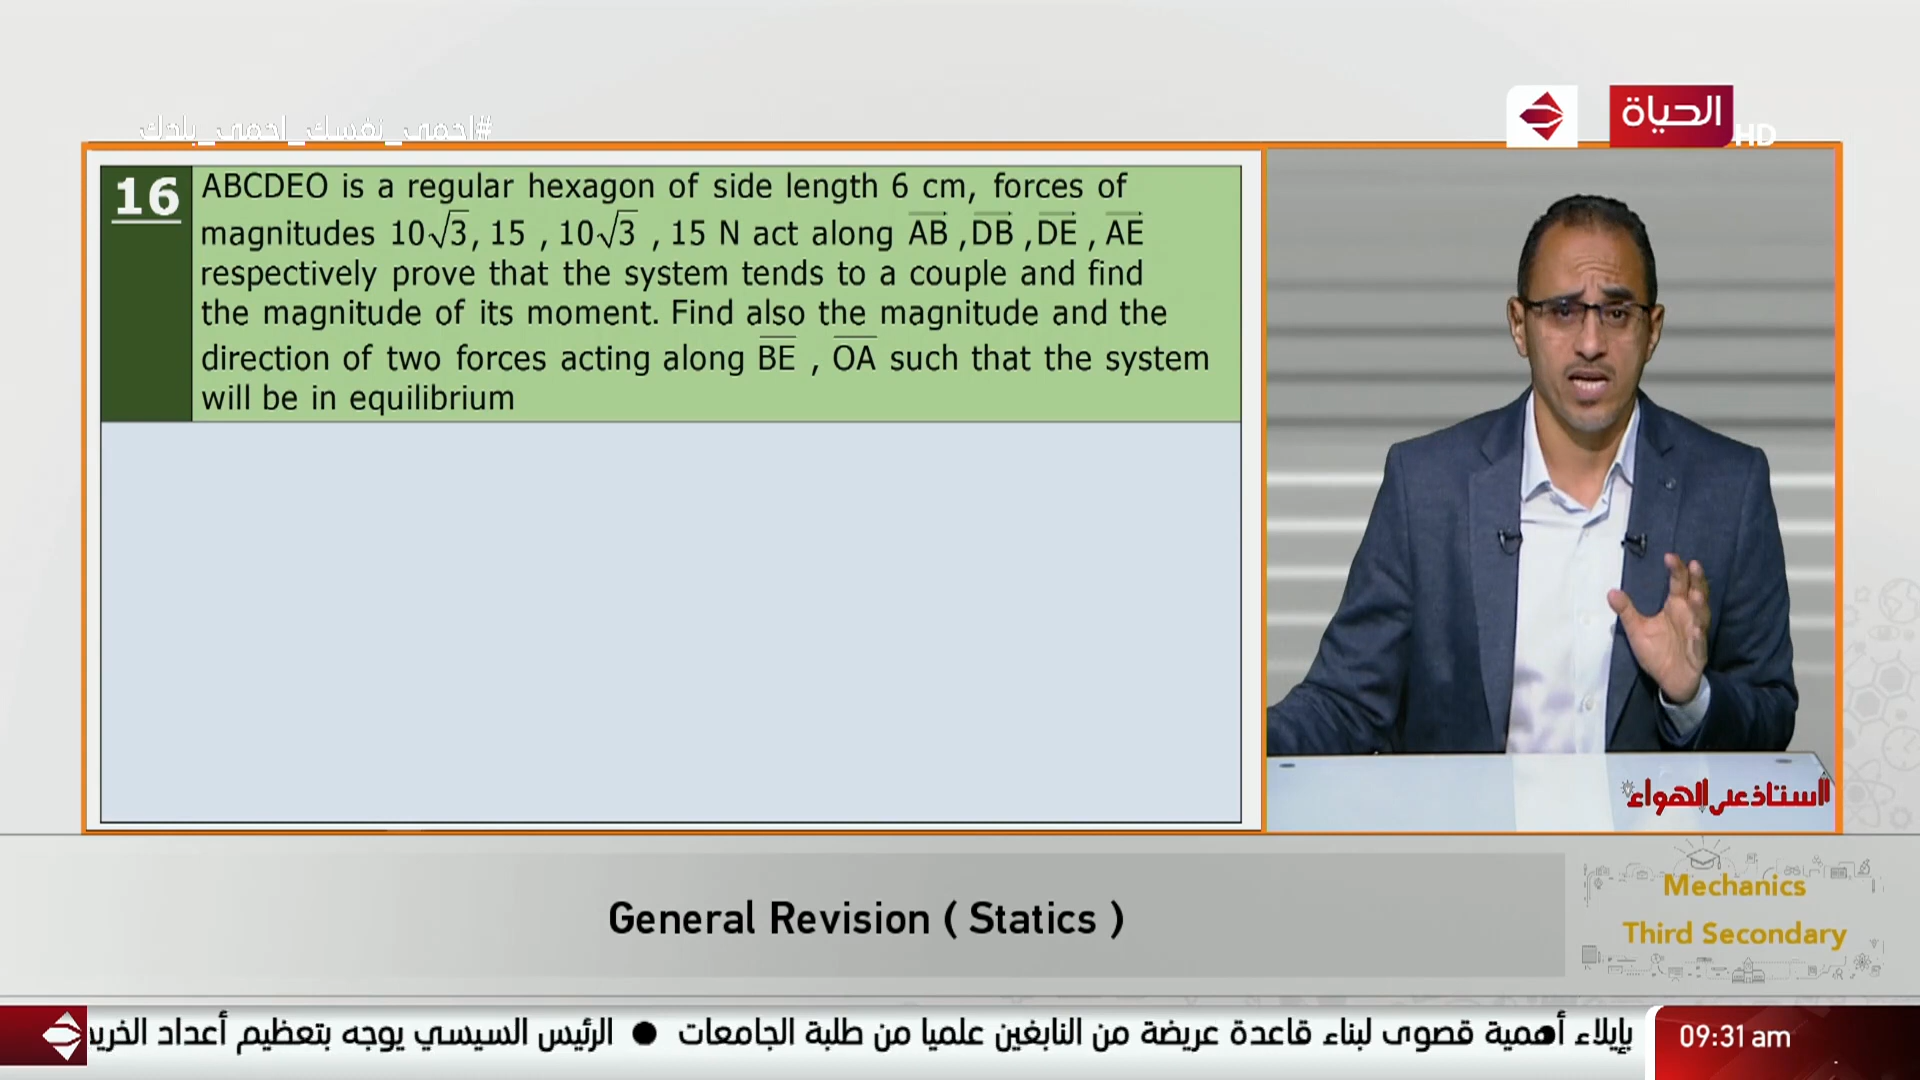 #احمي_نفسك_إحمي_بلدك
الحياة
HD
16
ABCDEO is a regular hexagon of side length 6 cm, forces of
magnitudes 10√3, 15 , 10√3 , 15 N act along AB ,DB ,DE , AE
respectively prove that the system tends to a couple and find
the magnitude of its moment. Find also the magnitude and the
direction of two forces acting along BE , OA such that the system
will be in equilibrium
أستاذ على الهواء
General Revision ( Statics )
Mechanics
Third Secondary
بإيلاء أهمية قصوى لبناء قاعدة عريضة من النابغين علميا من طلبة الجامعات ● الرئيس السيسي يوجه بتعظيم أعداد
09:31 am